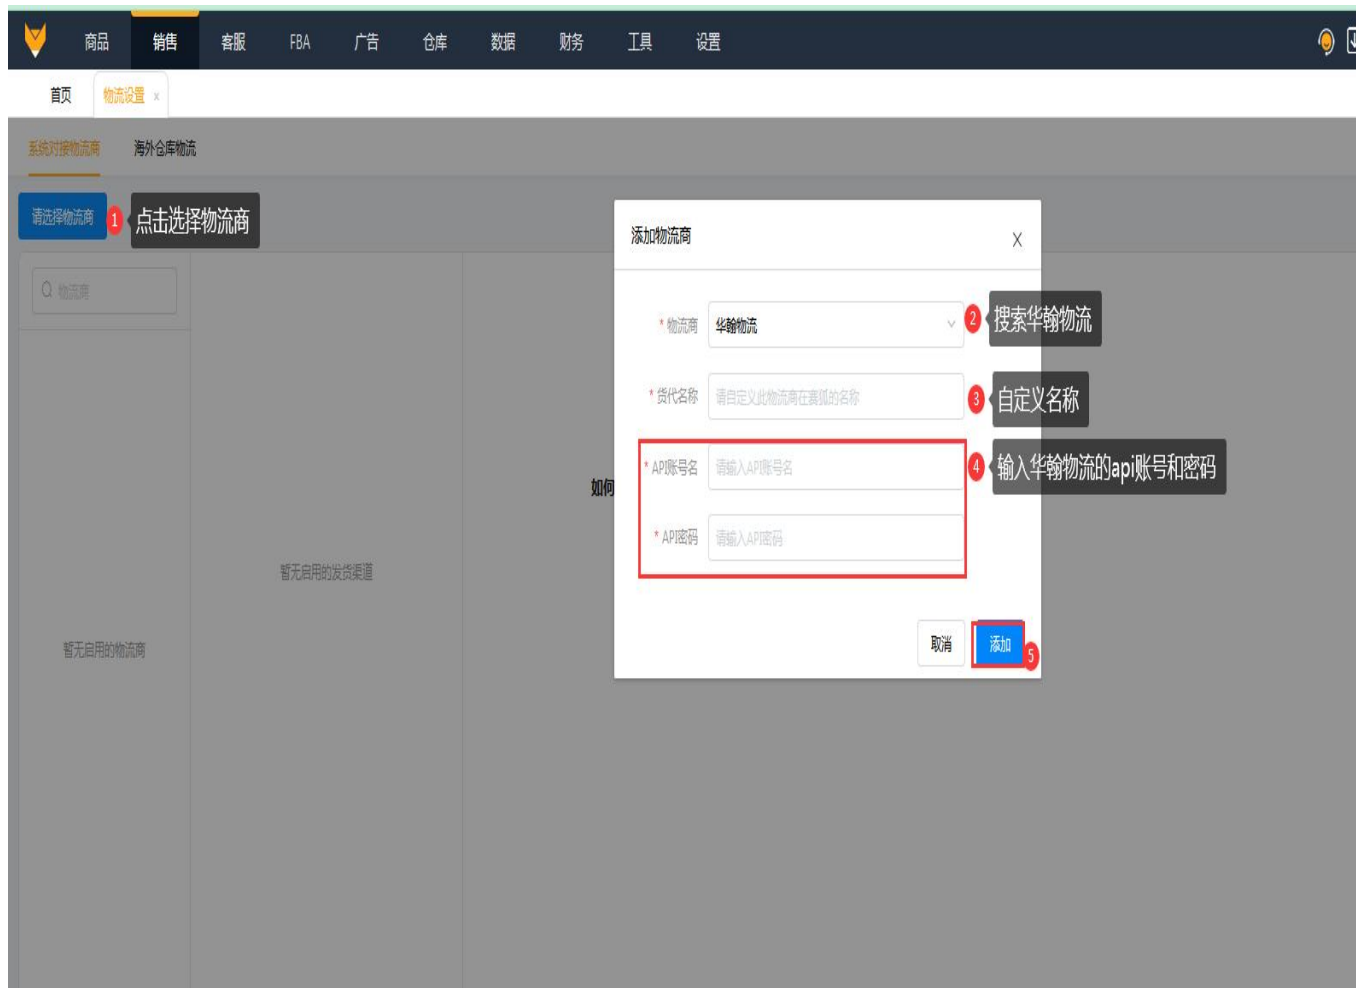 商品 销售 客服 FBA 广告 仓库 数据 财务 工具 设置
首页 物流设置 ×
系统对接物流商 海外仓库物流
请选择物流商 1 点击选择物流商
添加物流商 X
物流商
* 物流商 华翰物流 2 搜索华翰物流
* 货代名称 请自定义此物流商在赛狐的名称 3 自定义名称
* API账号名 请输入API账号名 4 输入华翰物流的api账号和密码
如何
* API密码 请输入API密码
暂无启用的发货渠道
暂无启用的物流商
取消 添加 5